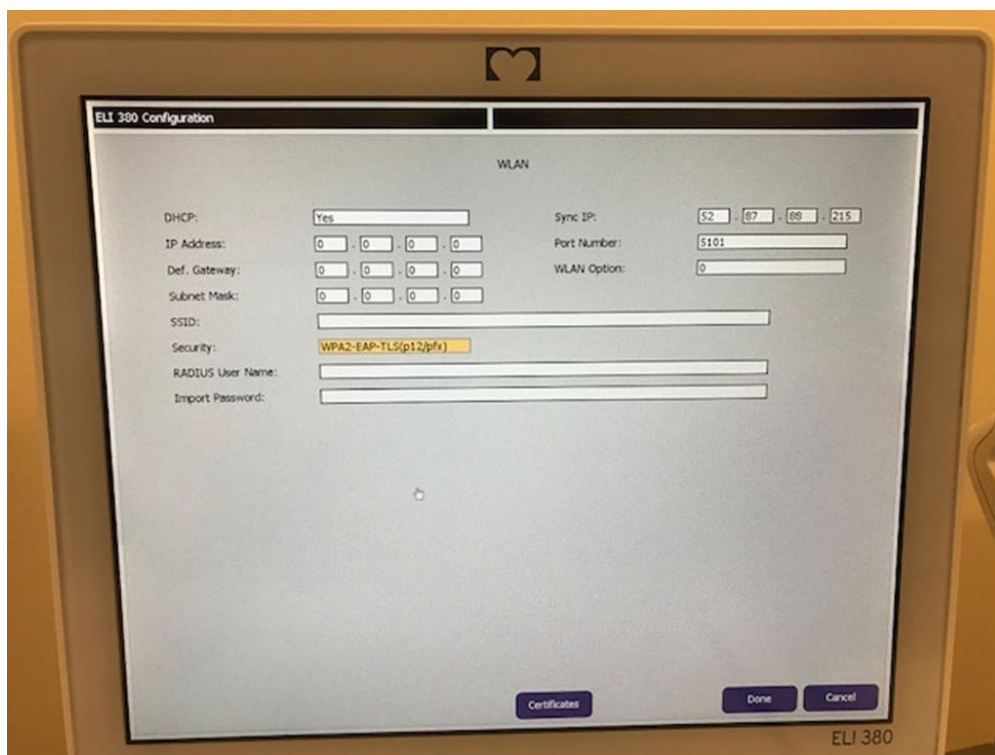 ELI 380 Configuration
WLAN
DHCP: Yes
Sync IP: 52 . 87 . 88 . 215
IP Address: 0 . 0 . 0 . 0
Port Number: 5101
Def. Gateway: 0 . 0 . 0 . 0
WLAN Option: 0
Subnet Mask: 0 . 0 . 0 . 0
SSID:
Security: WPA2-EAP-TLS(p12/pfx)
RADIUS User Name:
Import Password:
Certificates Done Cancel
ELI 380